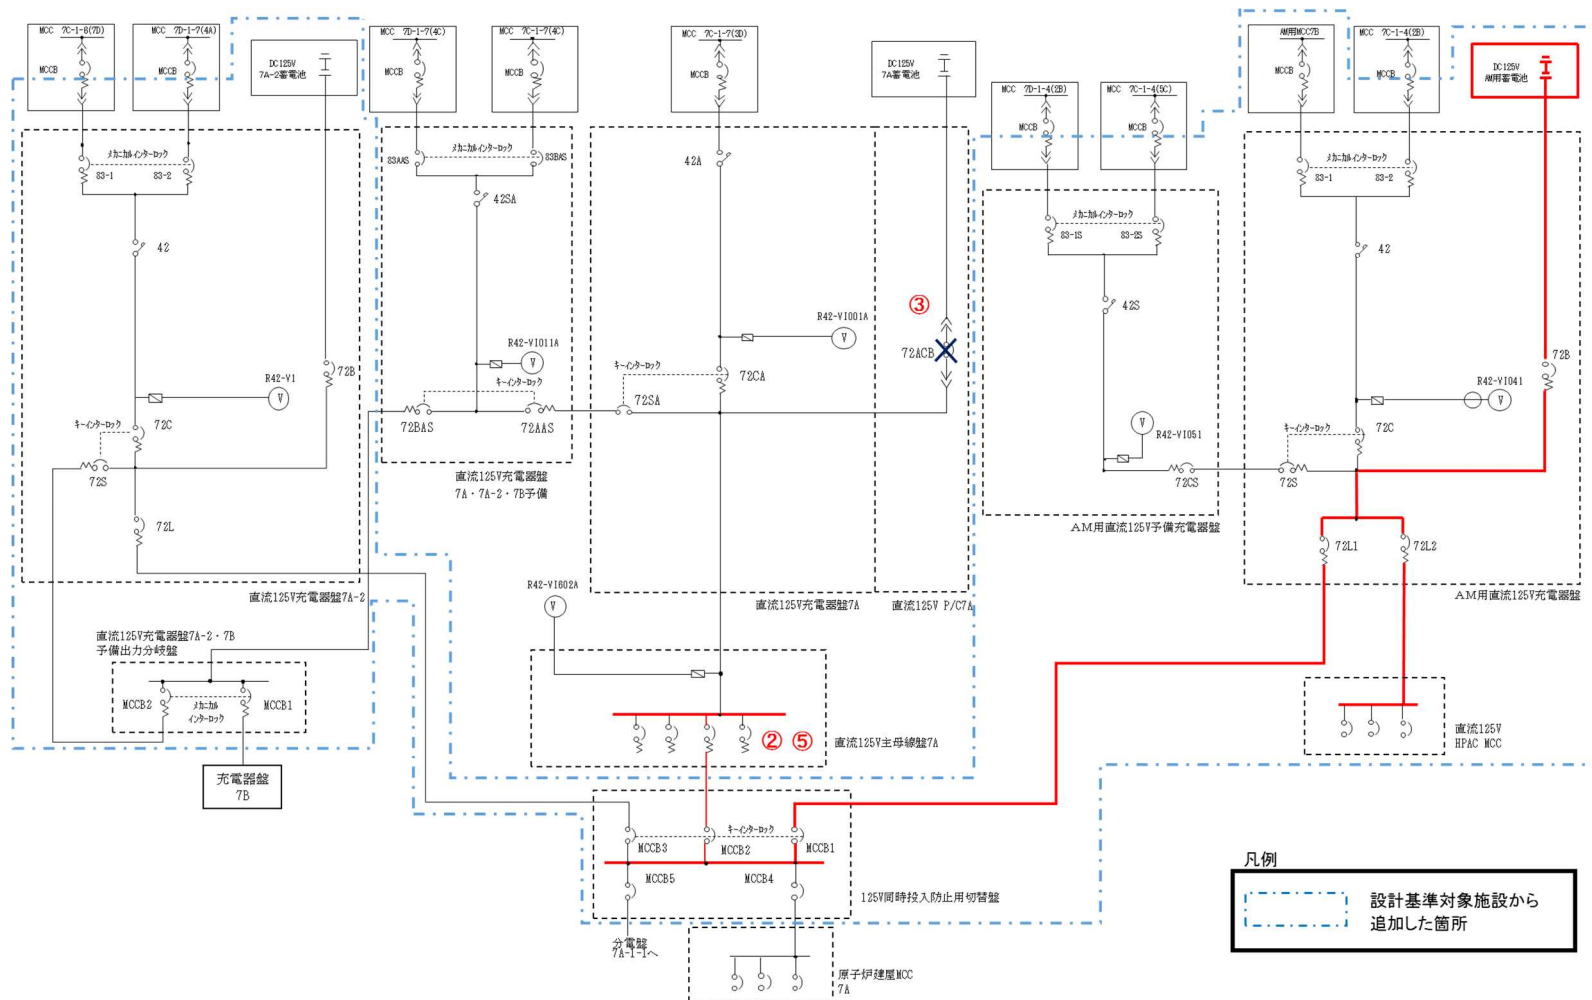 MCC 7C-1-6(7D)
MCC 7D-1-7(4A)
MCC 7D-1-7(4C)
MCC 7C-1-7(4C)
MCC 7C-1-7(3D)
AM用MCC7B
MCC 7C-1-4(2B)
MCCB
MCCB
DC125V
7A-2蓄電池
MCCB
MCCB
MCCB
DC125V
7A蓄電池
MCC 7D-1-4(2B)
MCC 7C-1-4(5C)
MCCB
MCCB
MCCB
MCCB
DC125V
AM用蓄電池
メカニカルインターロック
83-1
83-2
42
R42-V1
V
72B
キーインターロック
72C
72S
72L
直流125V充電器盤7A-2
83AAS
メカニカルインターロック
83BAS
42SA
R42-VI011A
V
キーインターロック
72BAS
72AAS
直流125V充電器盤
7A・7A-2・7B予備
42A
R42-VI001A
V
キーインターロック
72CA
72SA
直流125V充電器盤7A
③
72ACB
直流125V P/C7A
メカニカルインターロック
83-1S
83-2S
42S
V
R42-VI051
72CS
AM用直流125V予備充電器盤
メカニカルインターロック
83-1
83-2
42
72B
R42-VI041
V
キーインターロック
72C
72S
72L1
72L2
AM用直流125V充電器盤
直流125V充電器盤7A-2・7B
予備出力分岐盤
MCCB2
メカニカル
インターロック
MCCB1
充電器盤
7B
R42-VI602A
V
② ⑤
直流125V主母線盤7A
直流125V
HPAC MCC
キーインターロック
MCCB3
MCCB2
MCCB1
MCCB5
MCCB4
125V同時投入防止用切替盤
分電盤
7A-1-1へ
原子炉建屋MCC
7A
凡例
設計基準対象施設から
追加した箇所